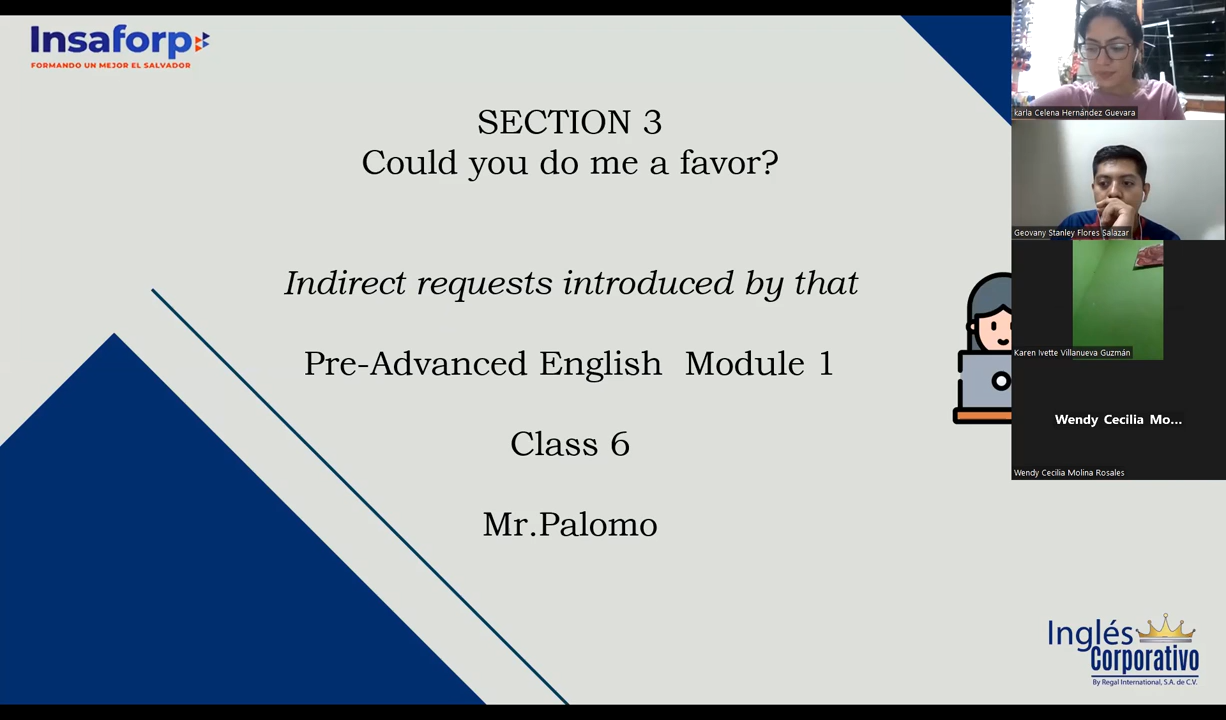 Insaforp
FORMANDO UN MEJOR EL SALVADOR
SECTION 3
Could you do me a favor?
Indirect requests introduced by that
Pre-Advanced English Module 1
Class 6
Mr.Palomo
karla Celena Hernández Guevara
Geovany Stanley Flores Salazar
Karen Ivette Villanueva Guzmán
Wendy Cecilia Mo...
Wendy Cecilia Molina Rosales
Inglés
Corporativo
By Regal International, S.A. de C.V.